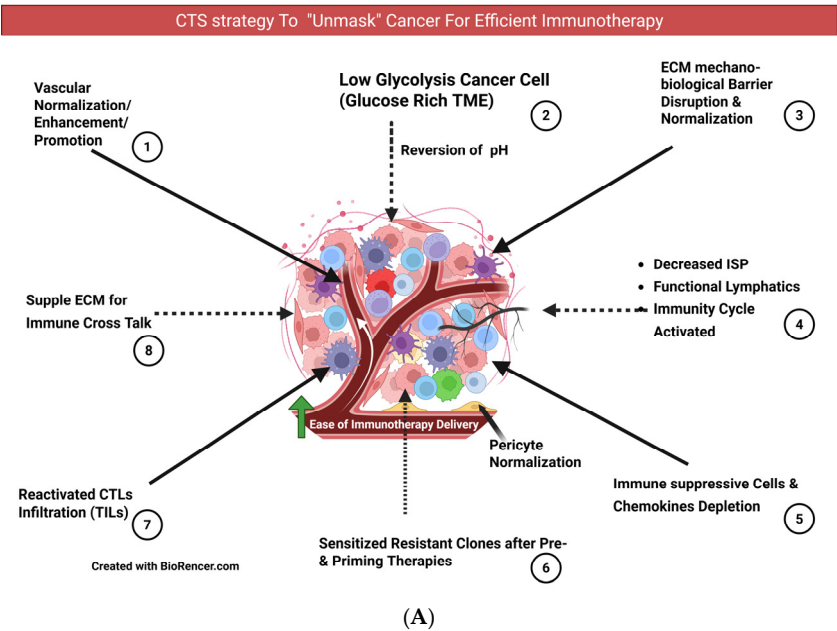 CTS strategy To "Unmask" Cancer For Efficient Immunotherapy
Vascular
Normalization/
Enhancement/
Promotion
1
Low Glycolysis Cancer Cell
(Glucose Rich TME)
2
Reversion of pH
ECM mechano-
biological Barrier
Disruption &
Normalization
3
• Decreased ISP
• Functional Lymphatics
• Immunity Cycle
Activated
4
Supple ECM for
Immune Cross Talk
8
Ease of Immunotherapy Delivery
Pericyte
Normalization
Immune suppressive Cells &
Chemokines Depletion
5
Reactivated CTLs
Infiltration (TILs)
7
Sensitized Resistant Clones after Pre-
& Priming Therapies
6
Created with BioRencer.com
(A)